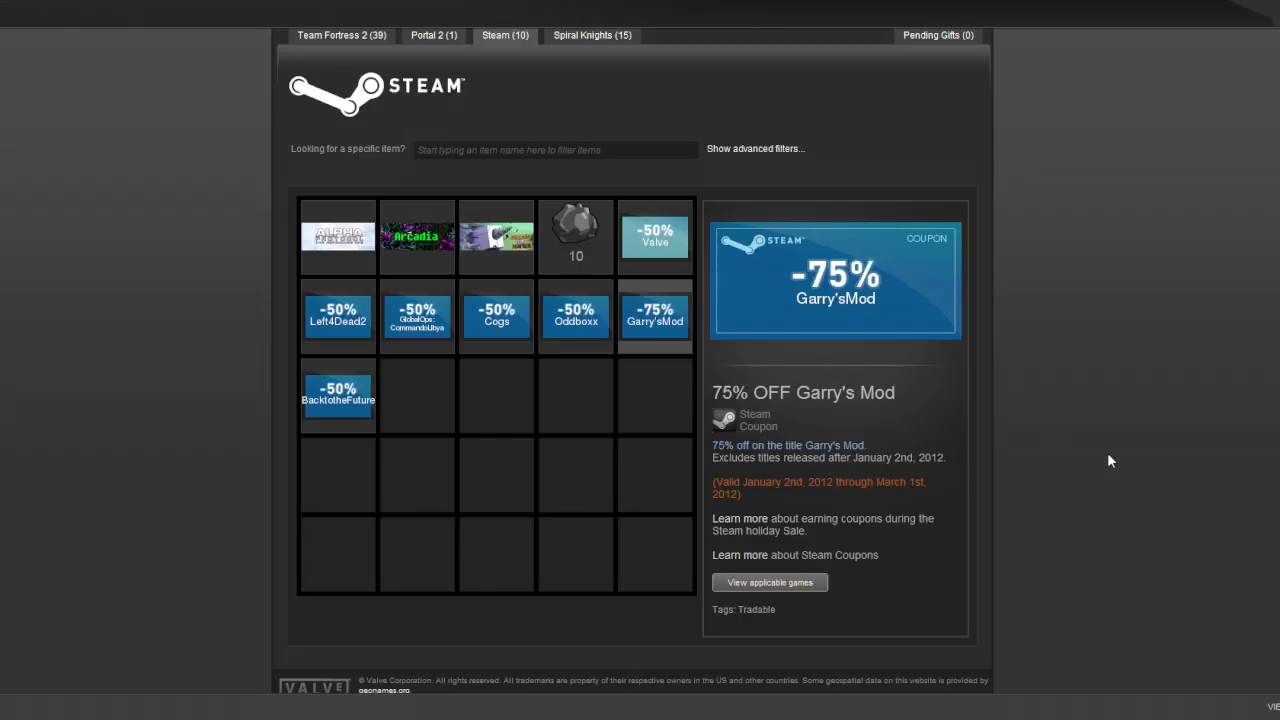 Team Fortress 2 (39)
Portal 2 (1)
Steam (10)
Spiral Knights (15)
Pending Gifts (0)
STEAM™
Looking for a specific item?
Start typing an item name here to filter items
Show advanced filters...
ALPHA
PROTOCOL
Arcadia
10
-50%
Valve
-50%
Left4Dead2
-50%
GlobalOps:
CommandoLibya
-50%
Cogs
-50%
Oddboxx
-75%
Garry'sMod
-50%
BacktotheFuture
STEAM™
COUPON
-75%
Garry'sMod
75% OFF Garry's Mod
Steam
Coupon
75% off on the title Garry's Mod.
Excludes titles released after January 2nd, 2012.
(Valid January 2nd, 2012 through March 1st,
2012)
Learn more about earning coupons during the
Steam holiday Sale.
Learn more about Steam Coupons
View applicable games
Tags: Tradable
VALVE
© Valve Corporation. All rights reserved. All trademarks are property of their respective owners in the US and other countries. Some geospatial data on this website is provided by
geonames.org.
VIE